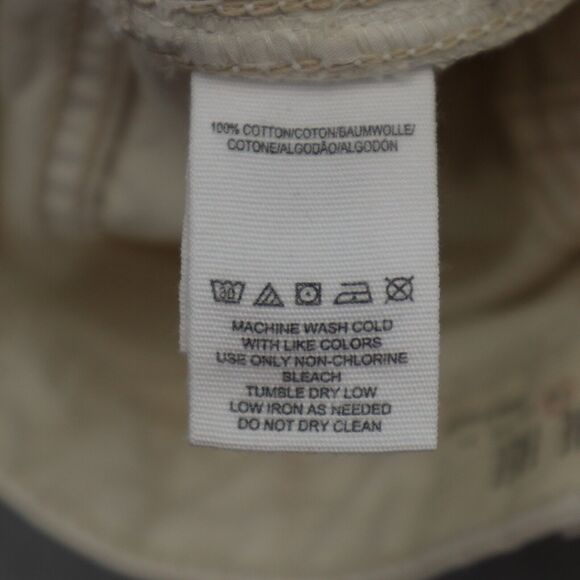 100% COTTON/COTON/BAUMWOLLE/
COTONE/ALGODÃO/ALGODÓN
30
MACHINE WASH COLD
WITH LIKE COLORS
USE ONLY NON-CHLORINE
BLEACH
TUMBLE DRY LOW
LOW IRON AS NEEDED
DO NOT DRY CLEAN